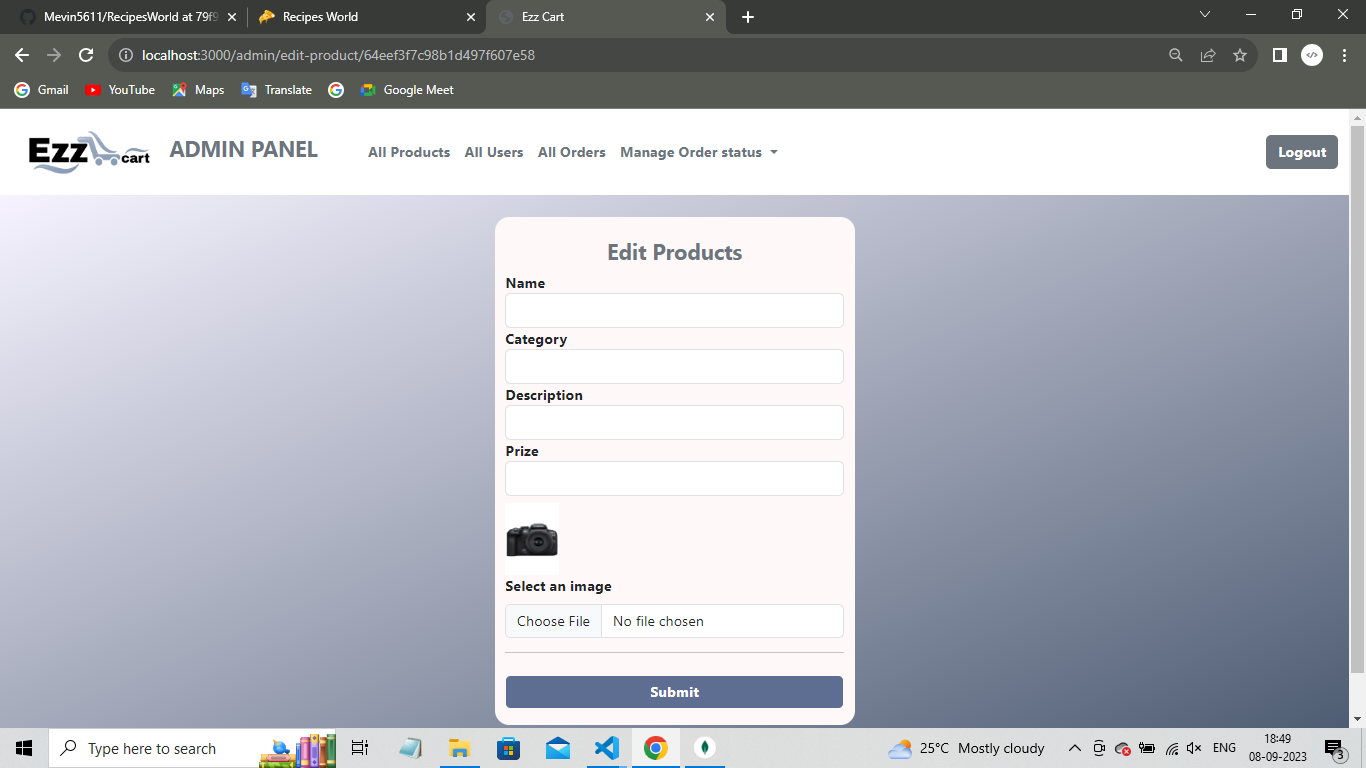 Mevin5611/RecipesWorld at 79f9
Recipes World
Ezz Cart
localhost:3000/admin/edit-product/64eef3f7c98b1d497f607e58
Gmail YouTube Maps Translate Google Meet
Ezz cart ADMIN PANEL All Products All Users All Orders Manage Order status Logout
Edit Products
Name
Category
Description
Prize
Select an image
Choose File No file chosen
Submit
Type here to search 25°C Mostly cloudy ENG 18:49
08-09-2023 3